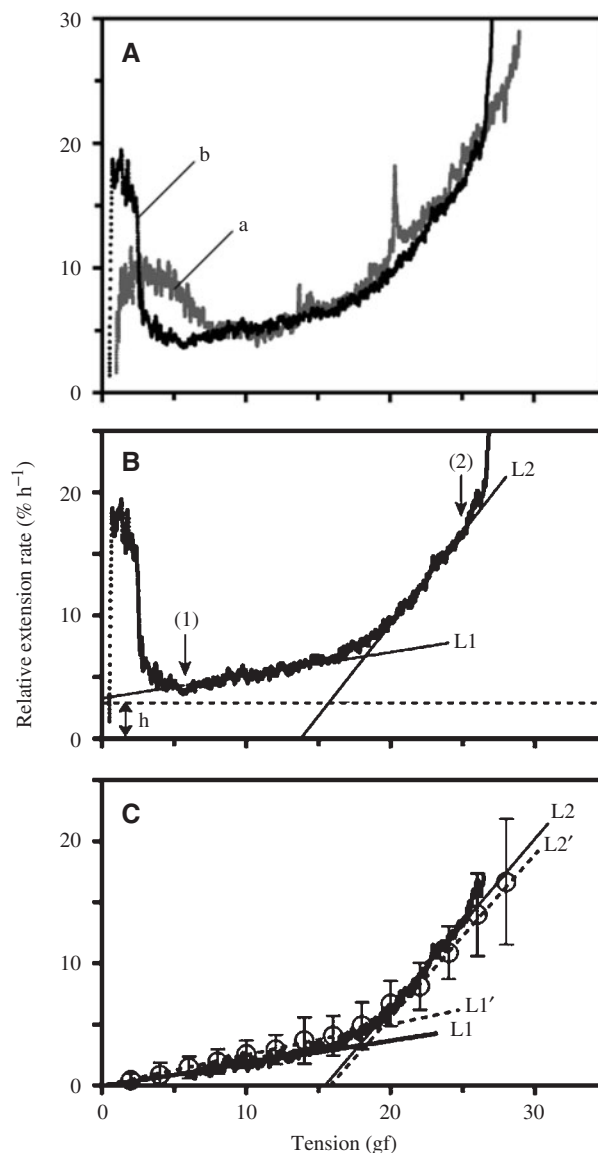 30
A
b
a
20
10
0
Relative extension rate (% h⁻¹)
B
(2)
L2
20
(1)
10
L1
h
0
C
L2
L2′
20
10
L1′
L1
0
0 10 20 30
Tension (gf)